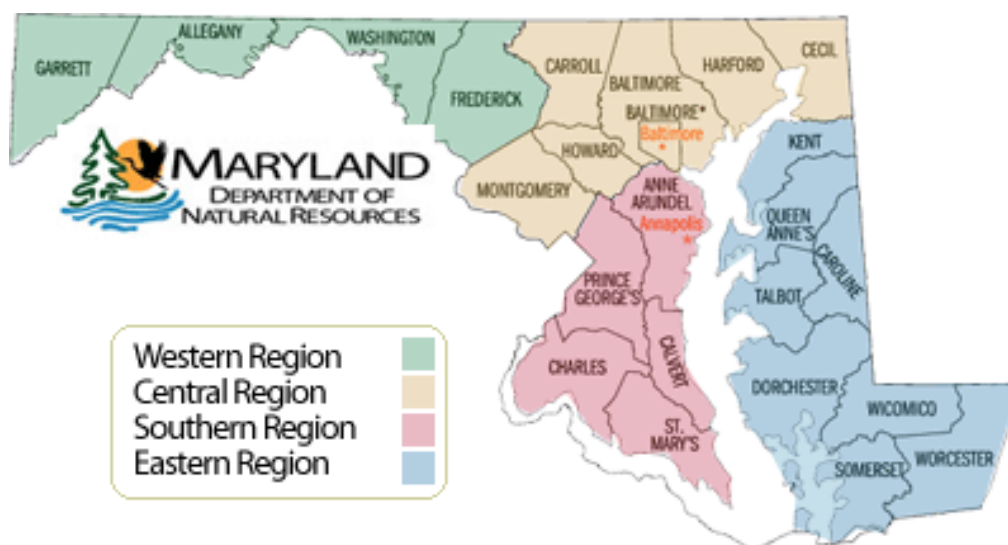 GARRETT
ALLEGANY
WASHINGTON
FREDERICK
CARROLL
BALTIMORE
HARFORD
CECIL
BALTIMORE*
Baltimore
HOWARD
MONTGOMERY
KENT
ANNE
ARUNDEL
Annapolis
QUEEN
ANNE'S
CAROLINE
TALBOT
PRINCE
GEORGE'S
CALVERT
CHARLES
ST.
MARY'S
DORCHESTER
WICOMICO
SOMERSET
WORCESTER
MARYLAND
DEPARTMENT OF
NATURAL RESOURCES
Western Region
Central Region
Southern Region
Eastern Region